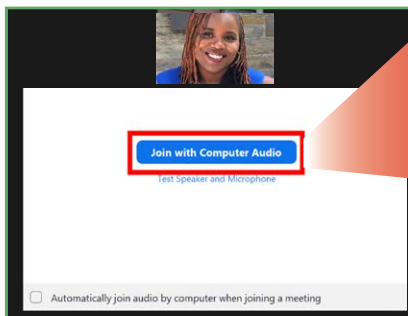 Join with Computer Audio
Test Speaker and Microphone
Automatically join audio by computer when joining a meeting